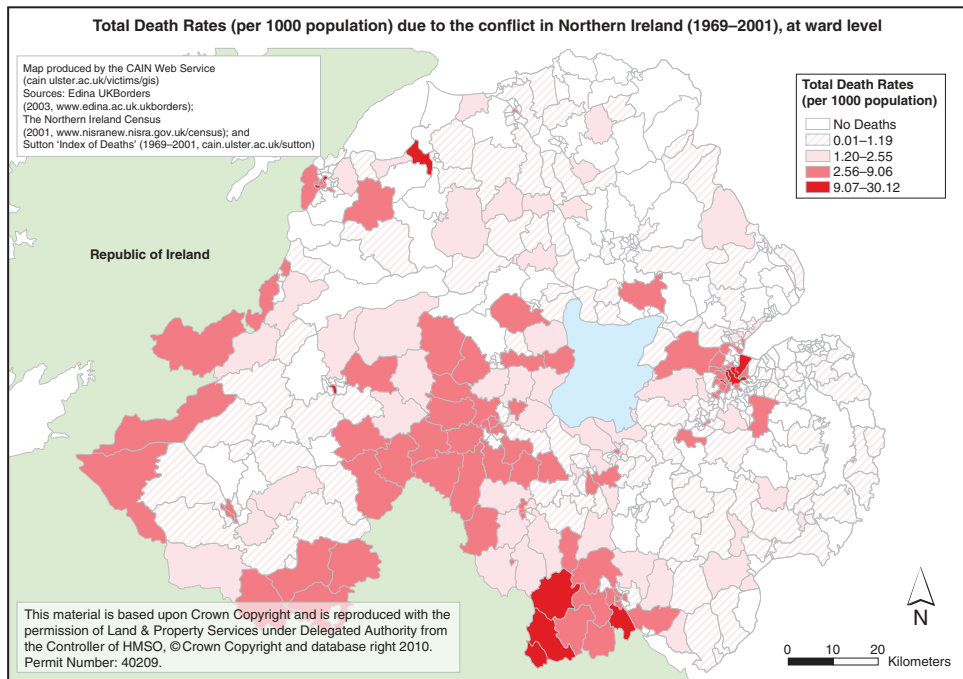 Total Death Rates (per 1000 population) due to the conflict in Northern Ireland (1969–2001), at ward level
Map produced by the CAIN Web Service
(cain ulster.ac.uk/victims/gis)
Sources: Edina UKBorders
(2003, www.edina.ac.uk.ukborders);
The Northern Ireland Census
(2001, www.nisranew.nisra.gov.uk/census); and
Sutton 'Index of Deaths' (1969–2001, cain.ulster.ac.uk/sutton)
Total Death Rates
(per 1000 population)
No Deaths
0.01–1.19
1.20–2.55
2.56–9.06
9.07–30.12
Republic of Ireland
This material is based upon Crown Copyright and is reproduced with the
permission of Land & Property Services under Delegated Authority from
the Controller of HMSO, © Crown Copyright and database right 2010.
Permit Number: 40209.
N
0 10 20
Kilometers